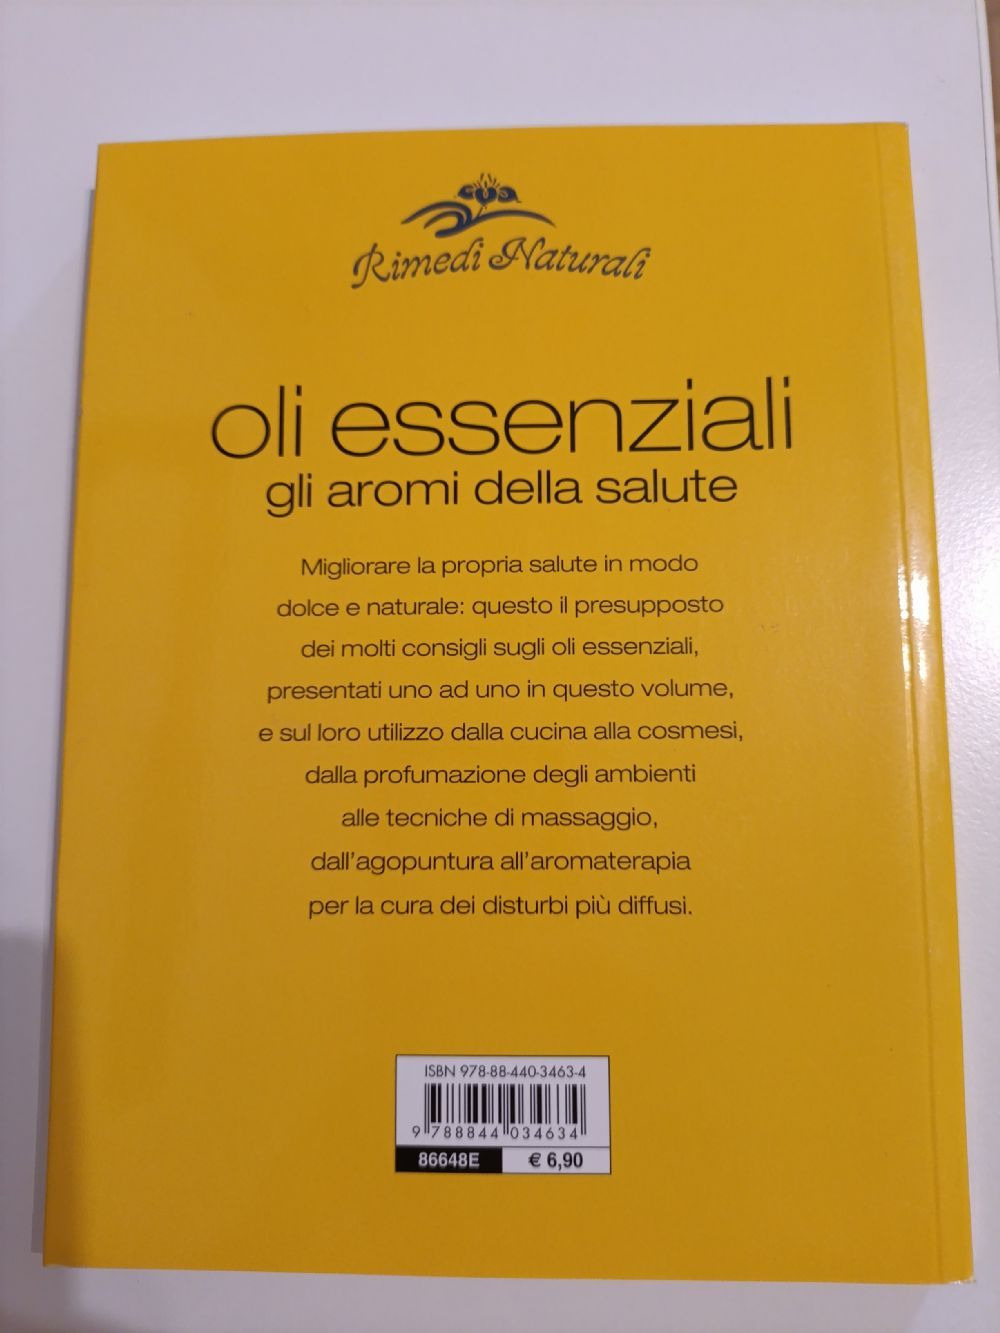 Rimedi Naturali
oli essenziali
gli aromi della salute
Migliorare la propria salute in modo
dolce e naturale: questo il presupposto
dei molti consigli sugli oli essenziali,
presentati uno ad uno in questo volume,
e sul loro utilizzo dalla cucina alla cosmesi,
dalla profumazione degli ambienti
alle tecniche di massaggio,
dall'agopuntura all'aromaterapia
per la cura dei disturbi più diffusi.
ISBN 978-88-440-3463-4
9 788844 034634
86648E € 6,90